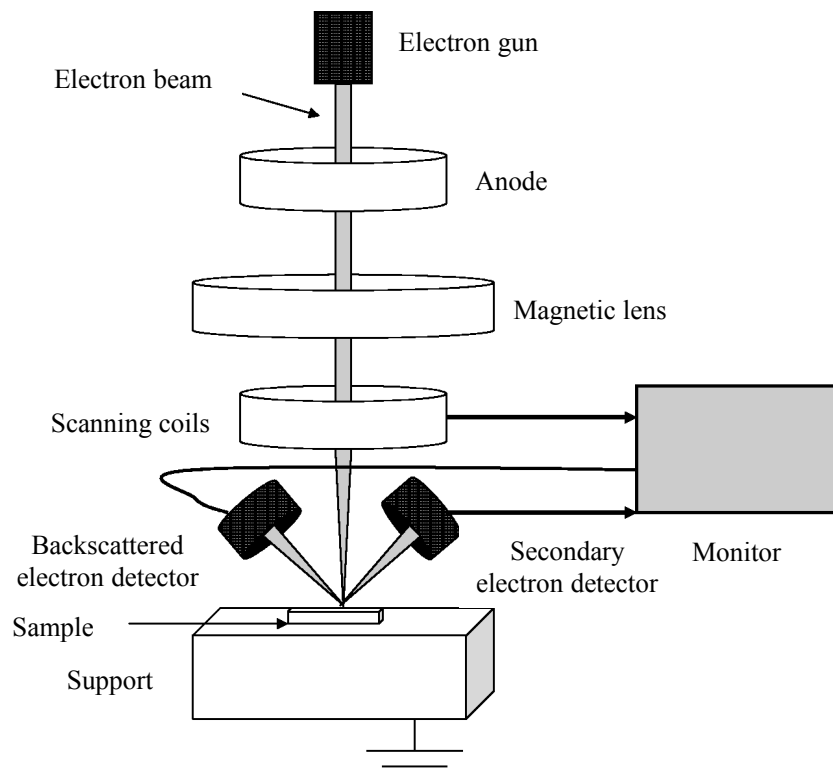 Electron gun
Electron beam
Anode
Magnetic lens
Scanning coils
Backscattered
electron detector
Secondary
electron detector
Monitor
Sample
Support